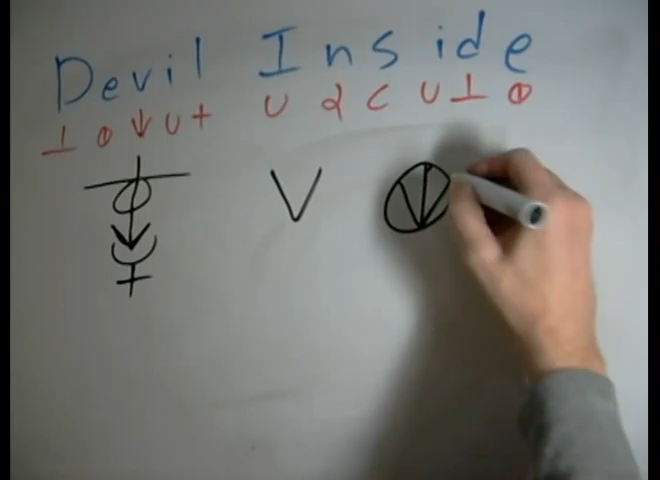 Devil Inside
⊥ ⦶ ↓ ∪ + ∪ α ⊂ ∪ ⊥ ⦶
V